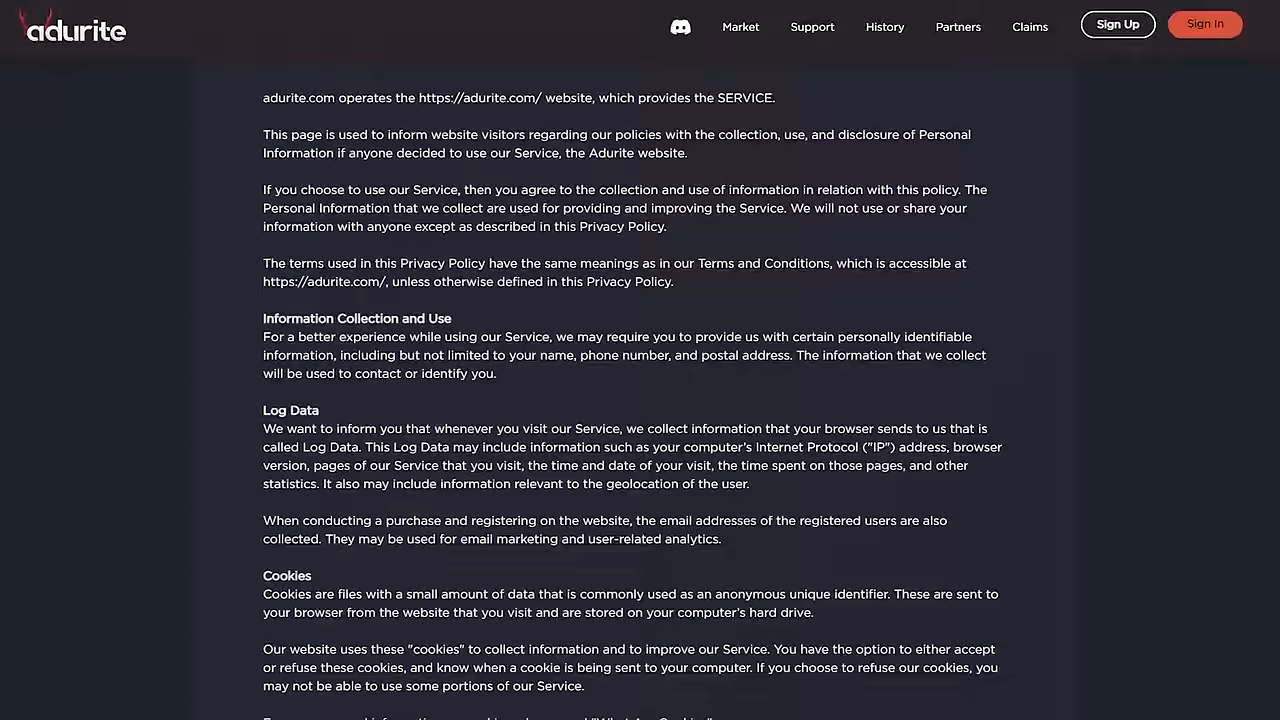 adurite
Market
Support
History
Partners
Claims
Sign Up
Sign In
adurite.com operates the https://adurite.com/ website, which provides the SERVICE.
This page is used to inform website visitors regarding our policies with the collection, use, and disclosure of Personal
Information if anyone decided to use our Service, the Adurite website.
If you choose to use our Service, then you agree to the collection and use of information in relation with this policy. The
Personal Information that we collect are used for providing and improving the Service. We will not use or share your
information with anyone except as described in this Privacy Policy.
The terms used in this Privacy Policy have the same meanings as in our Terms and Conditions, which is accessible at
https://adurite.com/, unless otherwise defined in this Privacy Policy.
Information Collection and Use
For a better experience while using our Service, we may require you to provide us with certain personally identifiable
information, including but not limited to your name, phone number, and postal address. The information that we collect
will be used to contact or identify you.
Log Data
We want to inform you that whenever you visit our Service, we collect information that your browser sends to us that is
called Log Data. This Log Data may include information such as your computer's Internet Protocol ("IP") address, browser
version, pages of our Service that you visit, the time and date of your visit, the time spent on those pages, and other
statistics. It also may include information relevant to the geolocation of the user.
When conducting a purchase and registering on the website, the email addresses of the registered users are also
collected. They may be used for email marketing and user-related analytics.
Cookies
Cookies are files with a small amount of data that is commonly used as an anonymous unique identifier. These are sent to
your browser from the website that you visit and are stored on your computer's hard drive.
Our website uses these "cookies" to collect information and to improve our Service. You have the option to either accept
or refuse these cookies, and know when a cookie is being sent to your computer. If you choose to refuse our cookies, you
may not be able to use some portions of our Service.